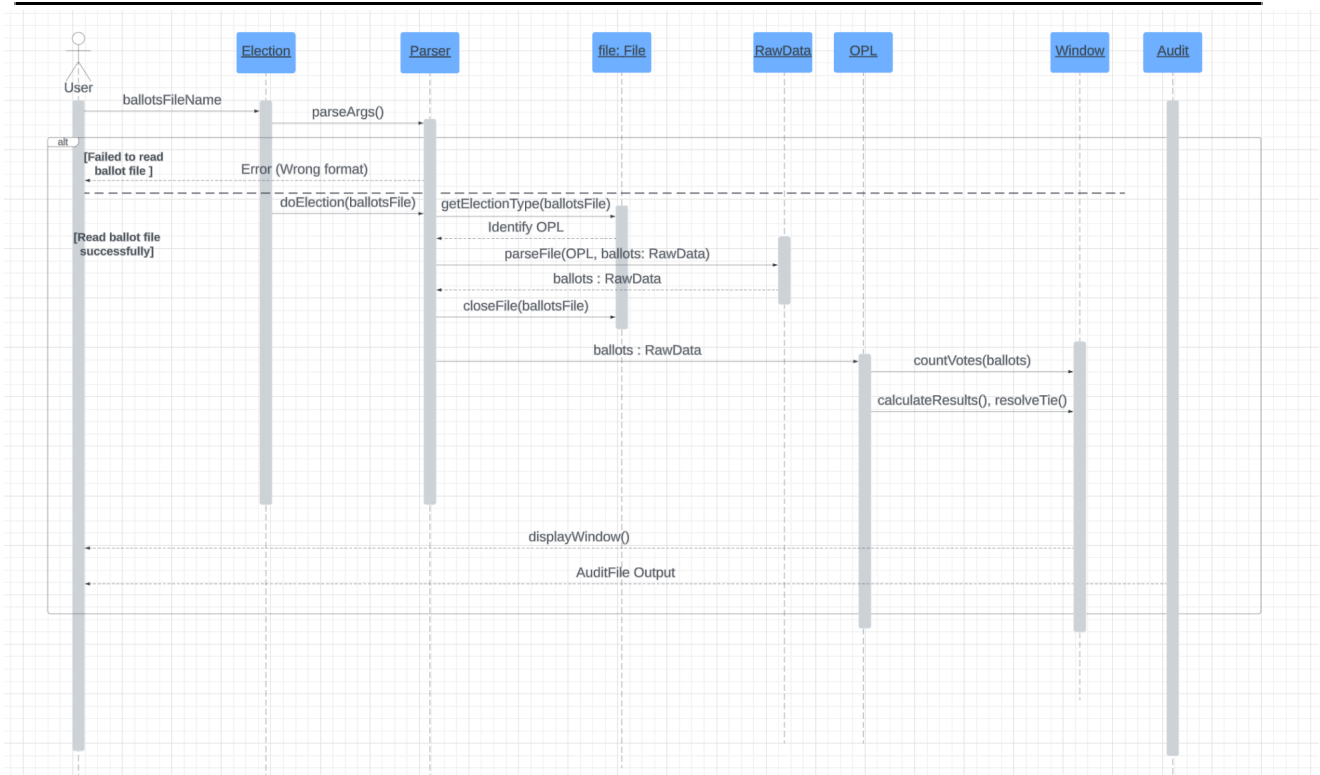 Election
Parser
file: File
RawData
OPL
Window
Audit
User
ballotsFileName
parseArgs()
alt
[Failed to read
ballot file ]
Error (Wrong format)
doElection(ballotsFile)
getElectionType(ballotsFile)
Identify OPL
[Read ballot file
successfully]
parseFile(OPL, ballots: RawData)
ballots : RawData
closeFile(ballotsFile)
ballots : RawData
countVotes(ballots)
calculateResults(), resolveTie()
displayWindow()
AuditFile Output